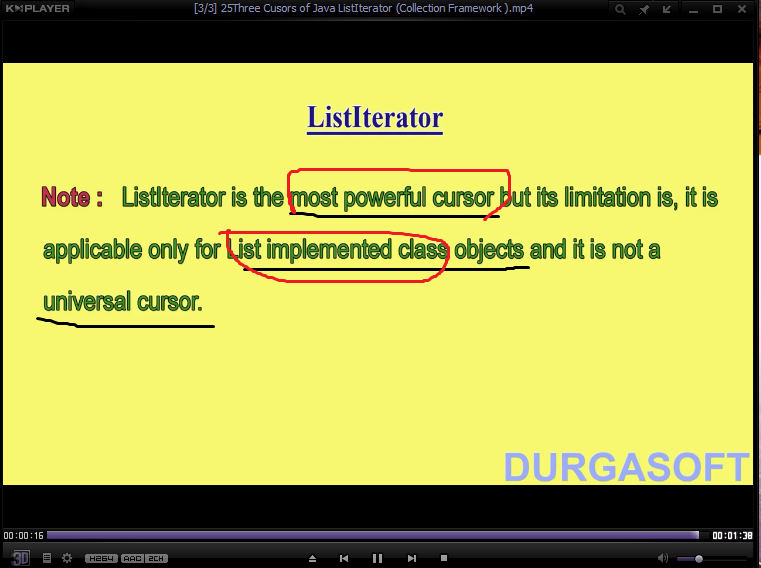 KMPLAYER
[3/3] 25Three Cusors of Java ListIterator (Collection Framework ).mp4
ListIterator
Note : ListIterator is the most powerful cursor but its limitation is, it is
applicable only for List implemented class objects and it is not a
universal cursor.
DURGASOFT
00:00:16
00:01:38
3D
H264 AAC 2CH